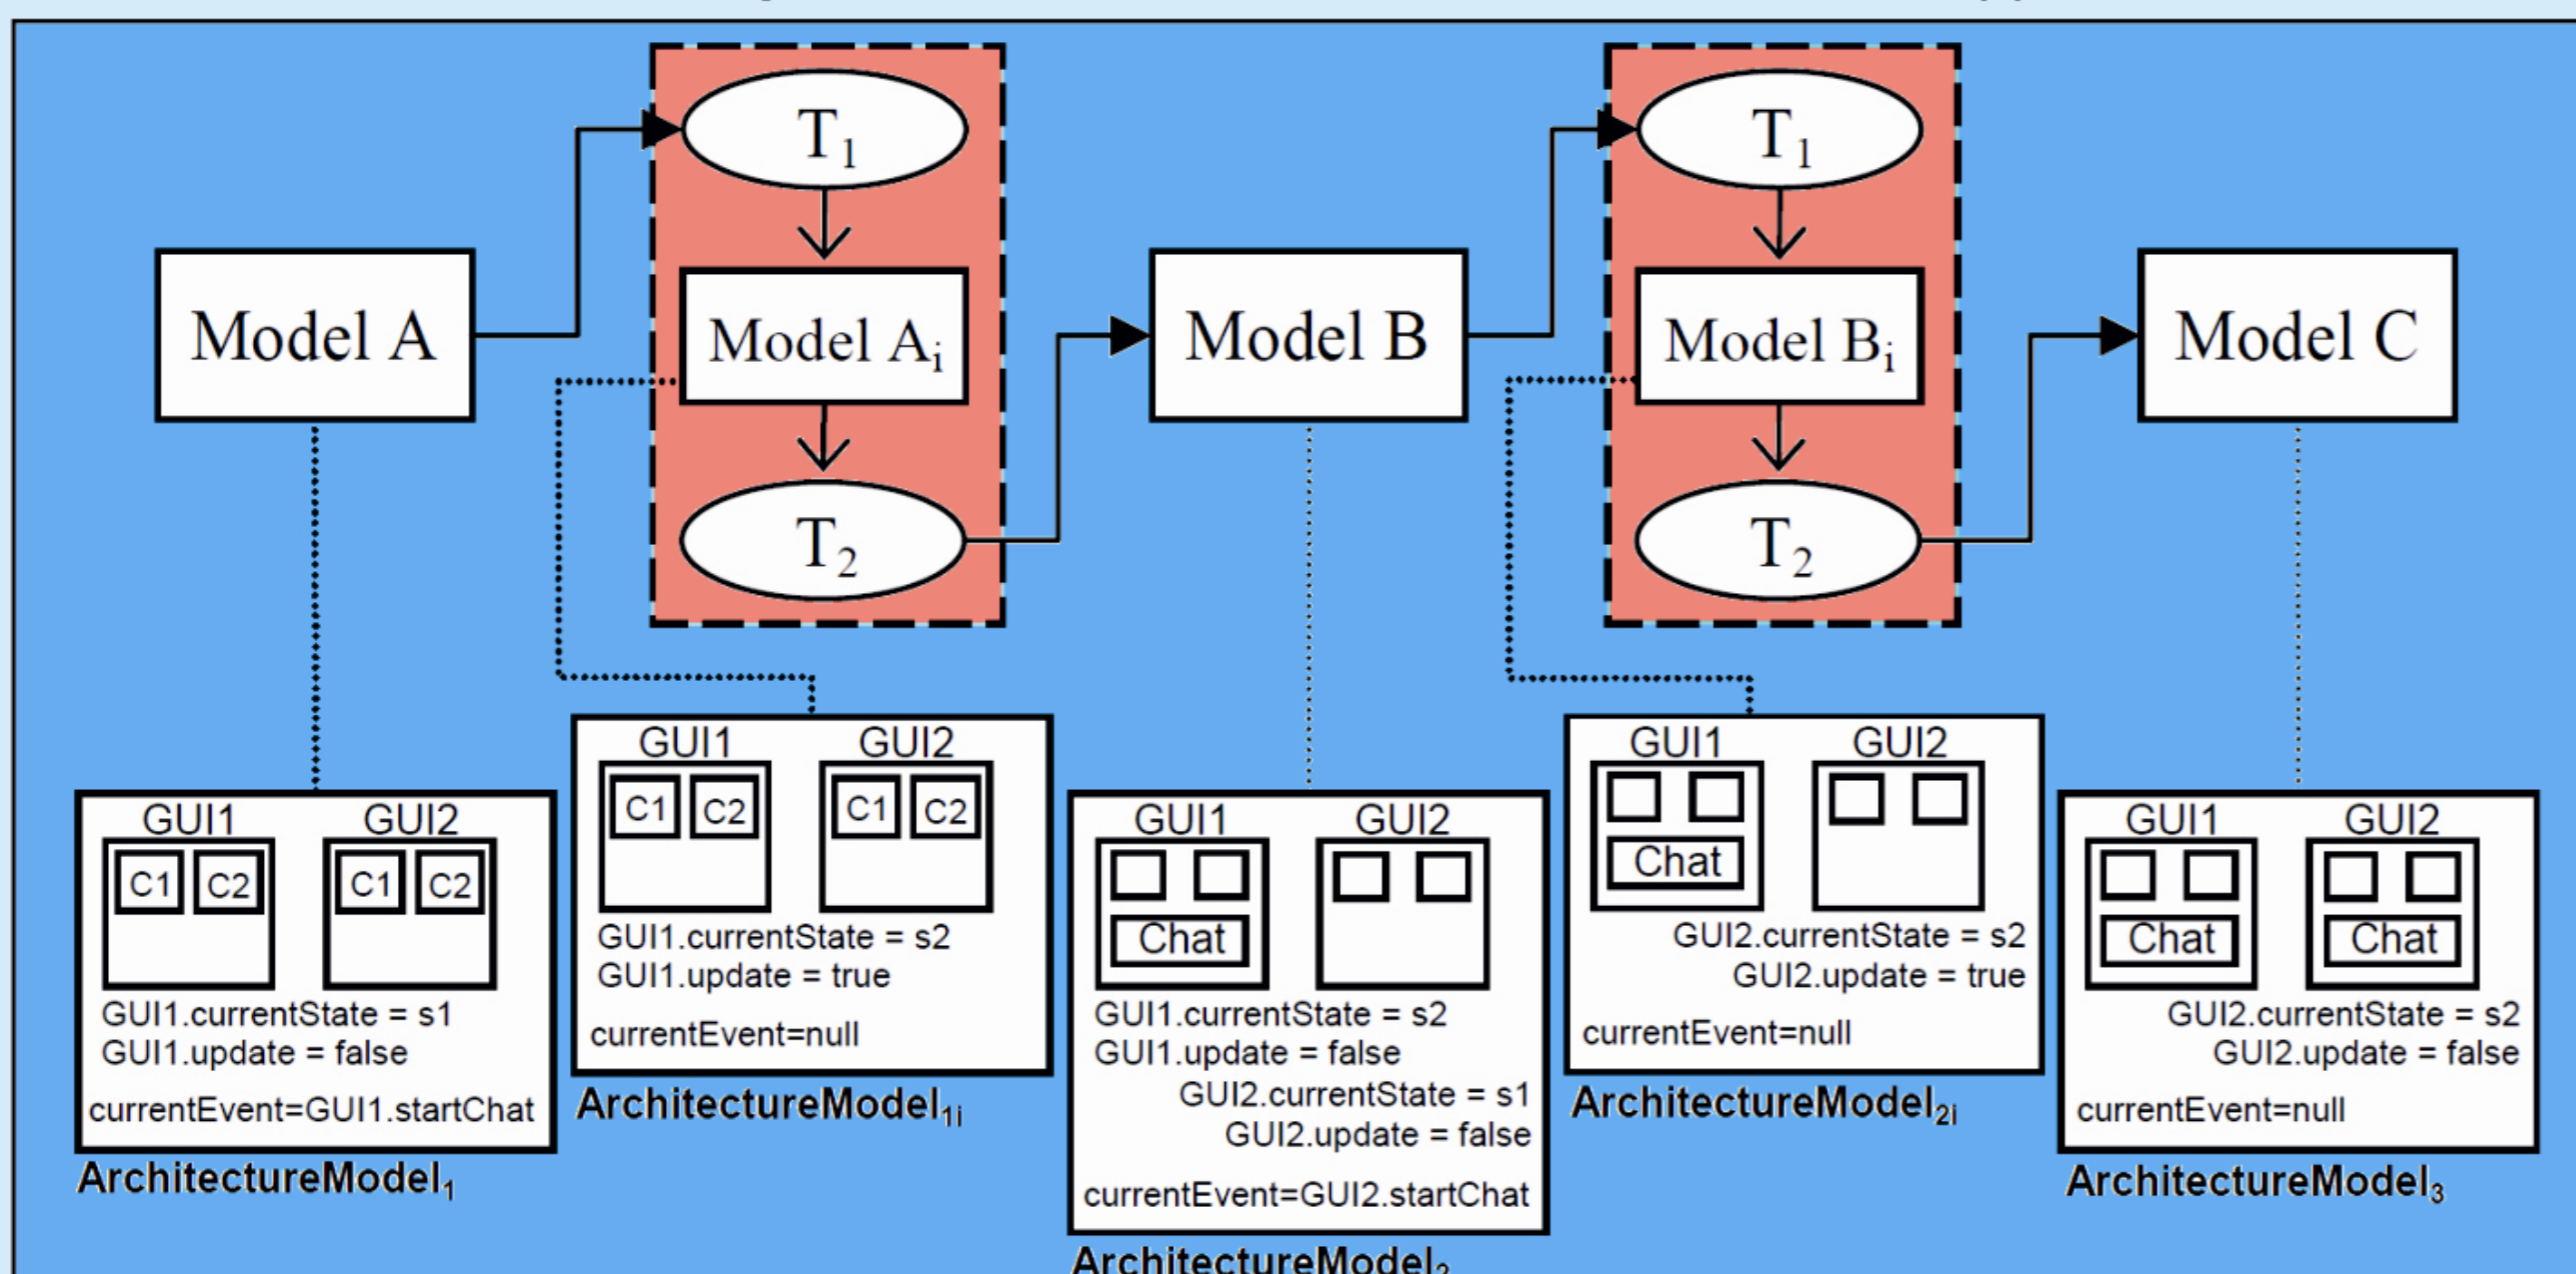 T1
T1
Model A
Model Ai
Model B
Model Bi
Model C
T2
T2
GUI1 GUI2
C1 C2 C1 C2
GUI1.currentState = s1
GUI1.update = false
currentEvent=GUI1.startChat
ArchitectureModel1
GUI1 GUI2
C1 C2 C1 C2
GUI1.currentState = s2
GUI1.update = true
currentEvent=null
ArchitectureModel1i
GUI1 GUI2
Chat
GUI1.currentState = s2
GUI1.update = false
GUI2.currentState = s1
GUI2.update = false
currentEvent=GUI2.startChat
ArchitectureModel2
GUI1 GUI2
Chat
GUI2.currentState = s2
GUI2.update = true
currentEvent=null
ArchitectureModel2i
GUI1 GUI2
Chat Chat
GUI2.currentState = s2
GUI2.update = false
currentEvent=null
ArchitectureModel3